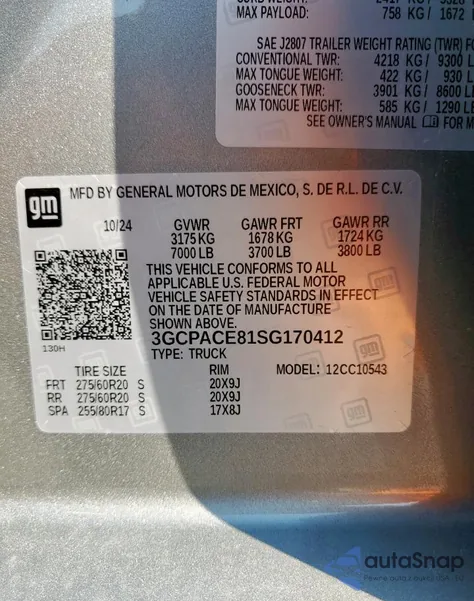 MAX PAYLOAD: 758 KG / 1672
SAE J2807 TRAILER WEIGHT RATING (TWR)
CONVENTIONAL TWR: 4218 KG / 9300
MAX TONGUE WEIGHT: 422 KG / 930
GOOSENECK TWR: 3901 KG / 8600 LB
MAX TONGUE WEIGHT: 585 KG / 1290 LB
SEE OWNER'S MANUAL FOR M
gm MFD BY GENERAL MOTORS DE MEXICO, S. DE R.L. DE C.V.
10/24 GVWR GAWR FRT GAWR RR
3175 KG 1678 KG 1724 KG
7000 LB 3700 LB 3800 LB
THIS VEHICLE CONFORMS TO ALL
APPLICABLE U.S. FEDERAL MOTOR
VEHICLE SAFETY STANDARDS IN EFFECT
ON THE DATE OF MANUFACTURE
SHOWN ABOVE.
3GCPACE81SG170412
130H TYPE: TRUCK
TIRE SIZE RIM MODEL: 12CC10543
FRT 275/60R20 S 20X9J
RR 275/60R20 S 20X9J
SPA 255/80R17 S 17X8J
autaSnap